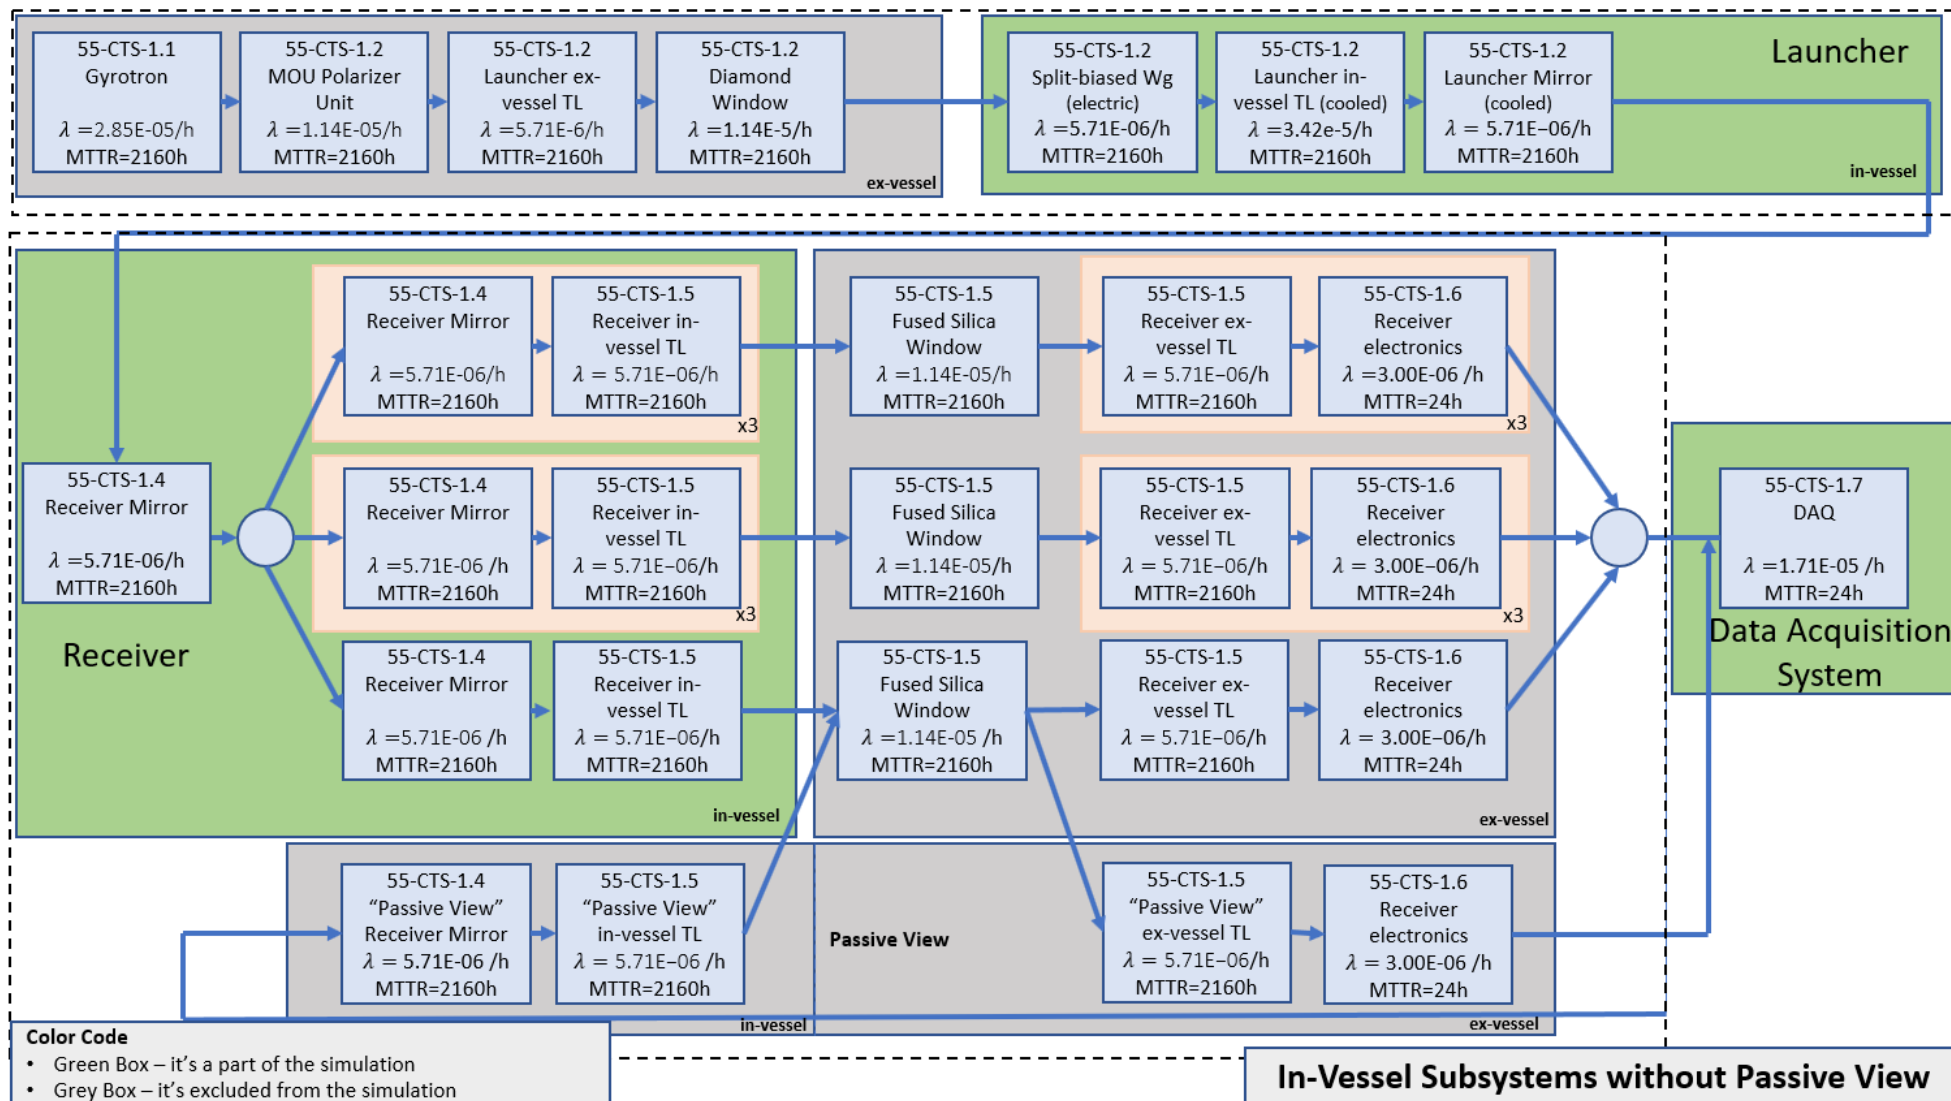 55-CTS-1.1
Gyrotron
λ =2.85E-05/h
MTTR=2160h
55-CTS-1.2
MOU Polarizer
Unit
λ =1.14E-05/h
MTTR=2160h
55-CTS-1.2
Launcher ex-
vessel TL
λ =5.71E-6/h
MTTR=2160h
55-CTS-1.2
Diamond
Window
λ =1.14E-5/h
MTTR=2160h
ex-vessel
55-CTS-1.2
Split-biased Wg
(electric)
λ =5.71E-06/h
MTTR=2160h
55-CTS-1.2
Launcher in-
vessel TL (cooled)
λ =3.42e-5/h
MTTR=2160h
55-CTS-1.2
Launcher Mirror
(cooled)
λ = 5.71E−06/h
MTTR=2160h
Launcher
in-vessel
55-CTS-1.4
Receiver Mirror
λ =5.71E-06/h
MTTR=2160h
Receiver
55-CTS-1.4
Receiver Mirror
λ =5.71E-06/h
MTTR=2160h
55-CTS-1.5
Receiver in-
vessel TL
λ = 5.71E−06/h
MTTR=2160h
x3
55-CTS-1.5
Fused Silica
Window
λ =1.14E-05/h
MTTR=2160h
55-CTS-1.5
Receiver ex-
vessel TL
λ = 5.71E−06/h
MTTR=2160h
55-CTS-1.6
Receiver
electronics
λ =3.00E-06 /h
MTTR=24h
x3
55-CTS-1.4
Receiver Mirror
λ =5.71E-06 /h
MTTR=2160h
55-CTS-1.5
Receiver in-
vessel TL
λ = 5.71E−06/h
MTTR=2160h
x3
55-CTS-1.5
Fused Silica
Window
λ =1.14E-05/h
MTTR=2160h
55-CTS-1.5
Receiver ex-
vessel TL
λ = 5.71E−06/h
MTTR=2160h
55-CTS-1.6
Receiver
electronics
λ = 3.00E−06/h
MTTR=24h
x3
55-CTS-1.4
Receiver Mirror
λ =5.71E-06 /h
MTTR=2160h
55-CTS-1.5
Receiver in-
vessel TL
λ = 5.71E−06/h
MTTR=2160h
in-vessel
55-CTS-1.5
Fused Silica
Window
λ =1.14E-05 /h
MTTR=2160h
55-CTS-1.5
Receiver ex-
vessel TL
λ = 5.71E−06/h
MTTR=2160h
55-CTS-1.6
Receiver
electronics
λ = 3.00E−06/h
MTTR=24h
ex-vessel
55-CTS-1.7
DAQ
λ =1.71E-05 /h
MTTR=24h
Data Acquisition
System
55-CTS-1.4
“Passive View”
Receiver Mirror
λ = 5.71E-06 /h
MTTR=2160h
55-CTS-1.5
“Passive View”
in-vessel TL
λ = 5.71E-06 /h
MTTR=2160h
in-vessel
Passive View
55-CTS-1.5
“Passive View”
ex-vessel TL
λ = 5.71E−06/h
MTTR=2160h
55-CTS-1.6
Receiver
electronics
λ = 3.00E-06 /h
MTTR=24h
ex-vessel
Color Code
• Green Box – it’s a part of the simulation
• Grey Box – it’s excluded from the simulation
In-Vessel Subsystems without Passive View